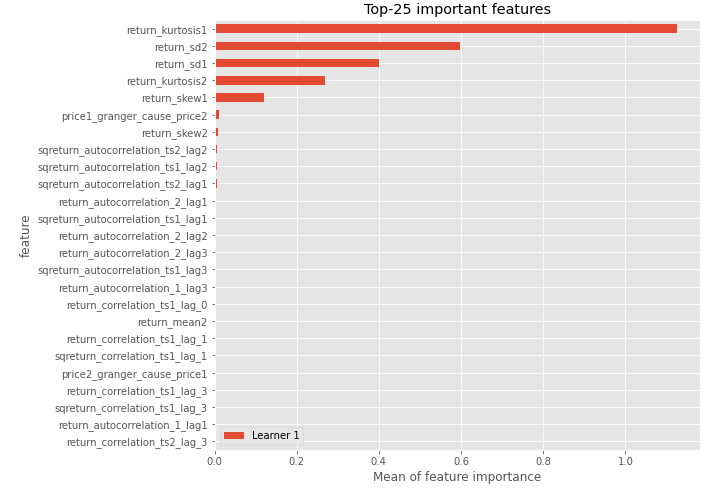 Top-25 important features
return_kurtosis1
return_sd2
return_sd1
return_kurtosis2
return_skew1
price1_granger_cause_price2
return_skew2
sqreturn_autocorrelation_ts2_lag2
sqreturn_autocorrelation_ts1_lag2
sqreturn_autocorrelation_ts2_lag1
return_autocorrelation_2_lag1
sqreturn_autocorrelation_ts1_lag1
return_autocorrelation_2_lag2
return_autocorrelation_2_lag3
sqreturn_autocorrelation_ts1_lag3
return_autocorrelation_1_lag3
return_correlation_ts1_lag_0
return_mean2
return_correlation_ts1_lag_1
sqreturn_correlation_ts1_lag_1
price2_granger_cause_price1
return_correlation_ts1_lag_3
sqreturn_correlation_ts1_lag_3
return_autocorrelation_1_lag1
return_correlation_ts2_lag_3
feature
Learner 1
0.0 0.2 0.4 0.6 0.8 1.0
Mean of feature importance